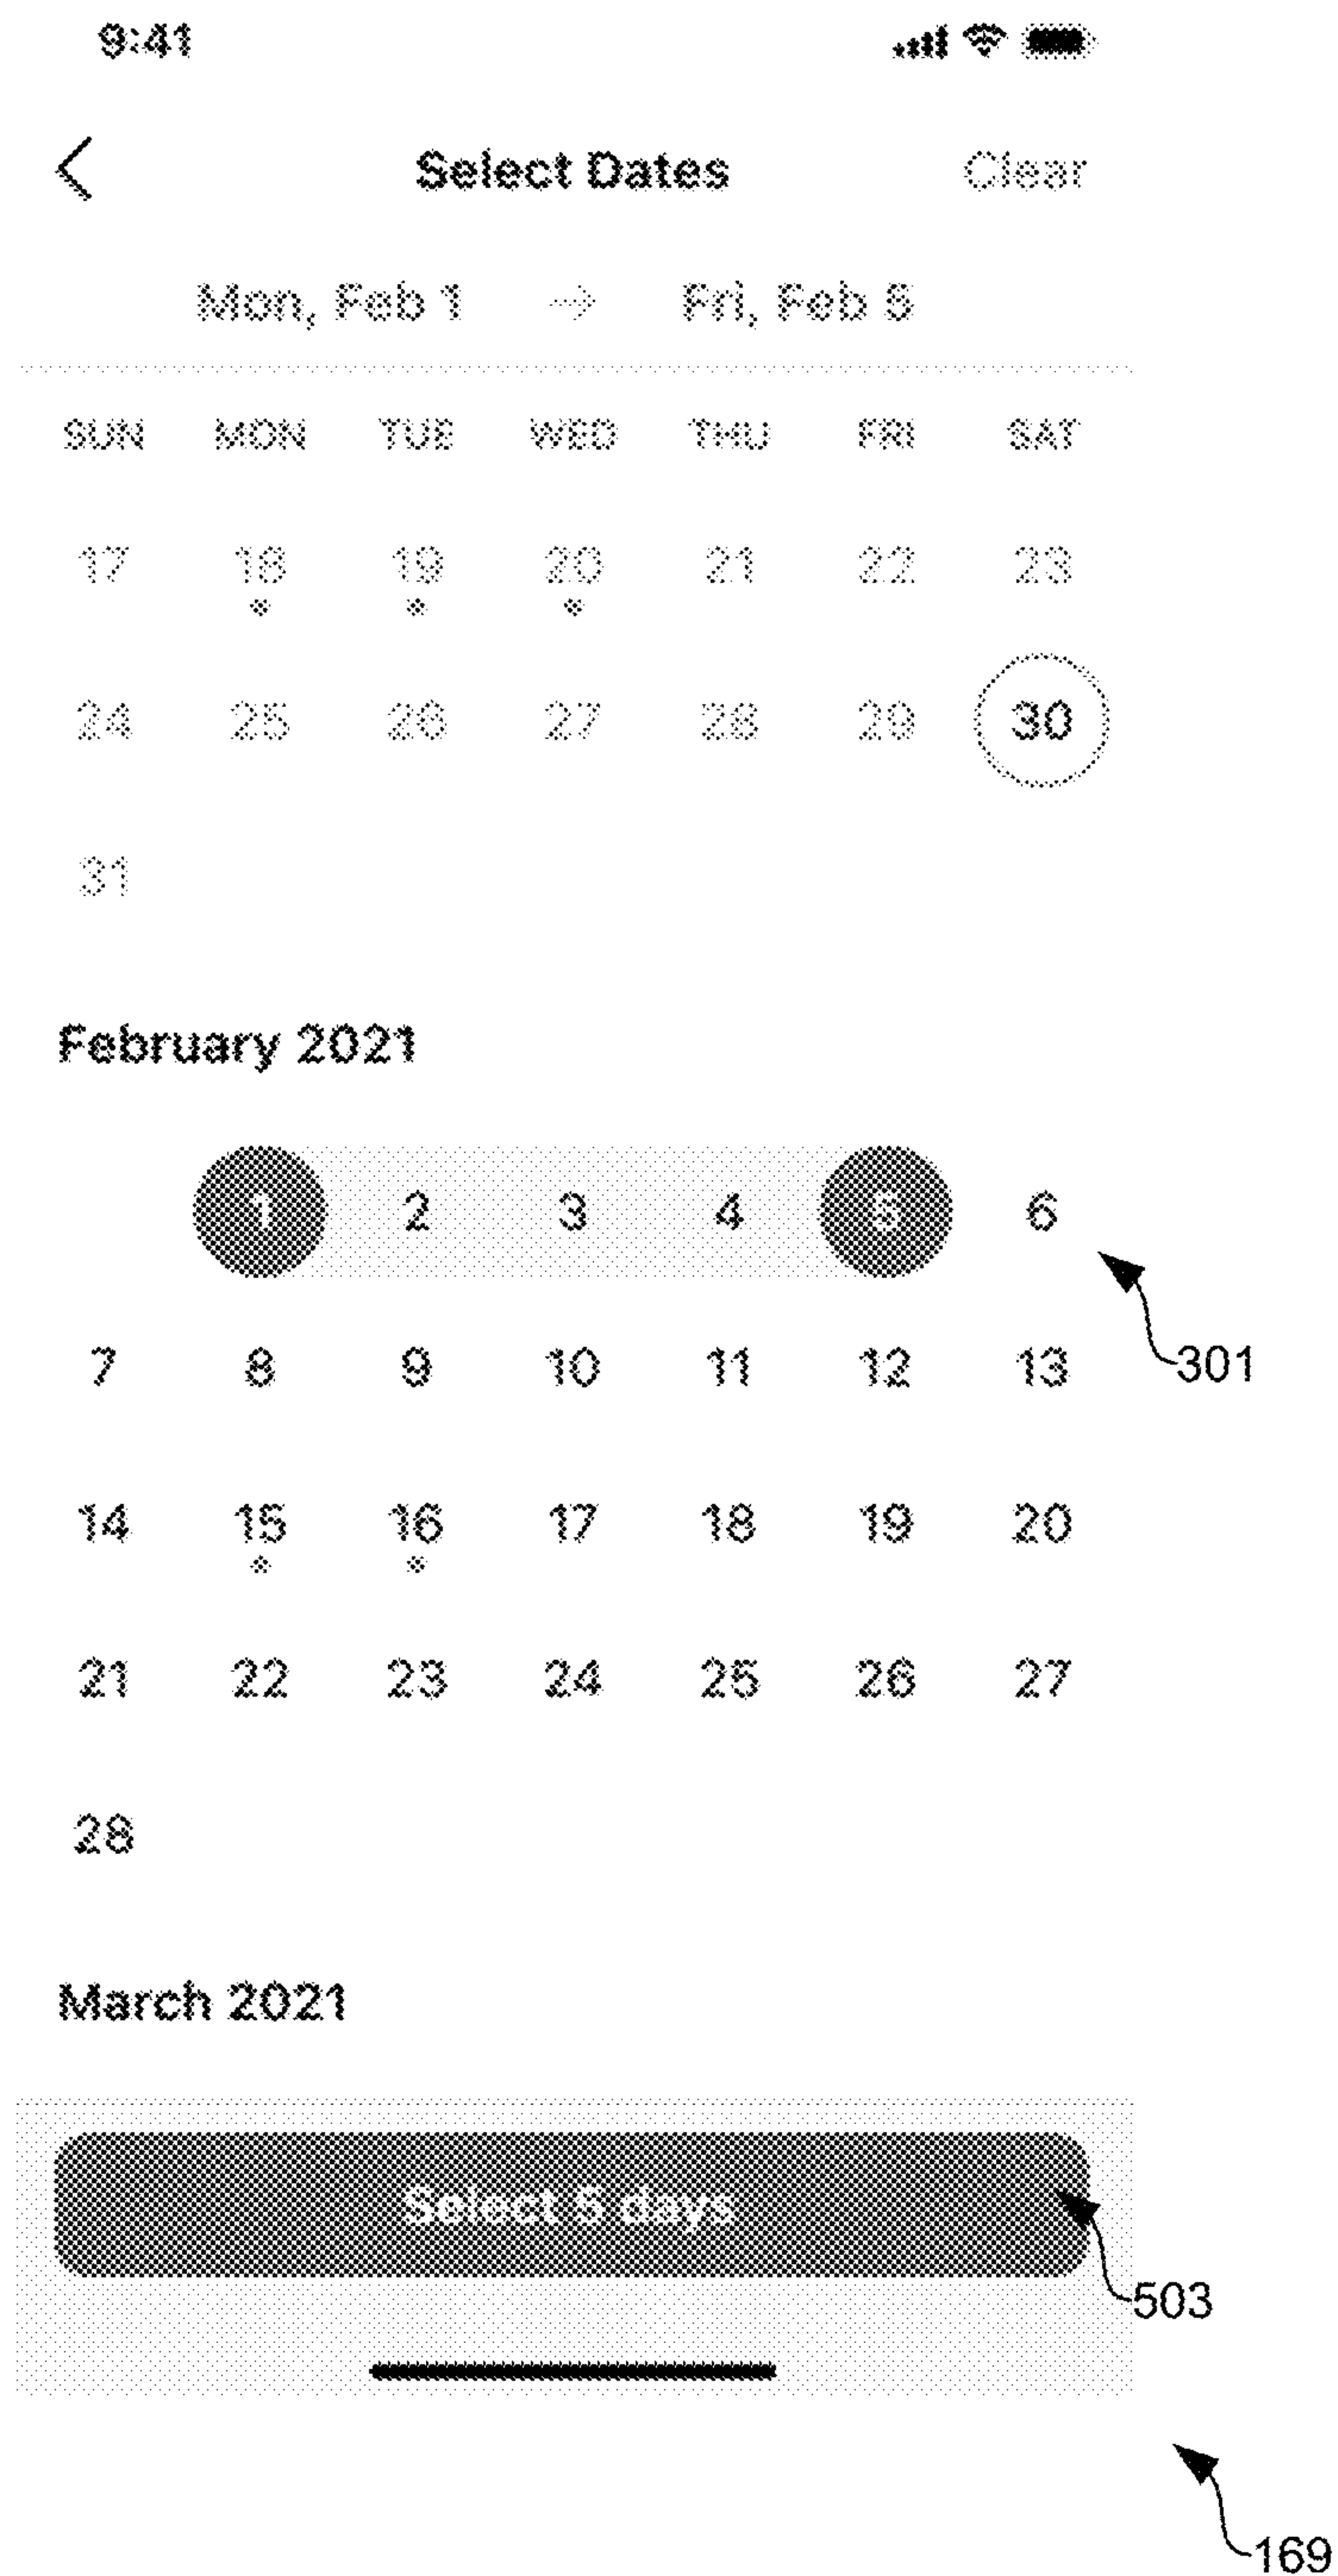 9:41
Select Dates Clear
Mon, Feb 1 → Fri, Feb 5
SUN MON TUE WED THU FRI SAT
17 18 19 20 21 22 23
24 25 26 27 28 29 30
31
February 2021
1 2 3 4 5 6
301
7 8 9 10 11 12 13
14 15 16 17 18 19 20
21 22 23 24 25 26 27
28
March 2021
Select 5 days
503
169